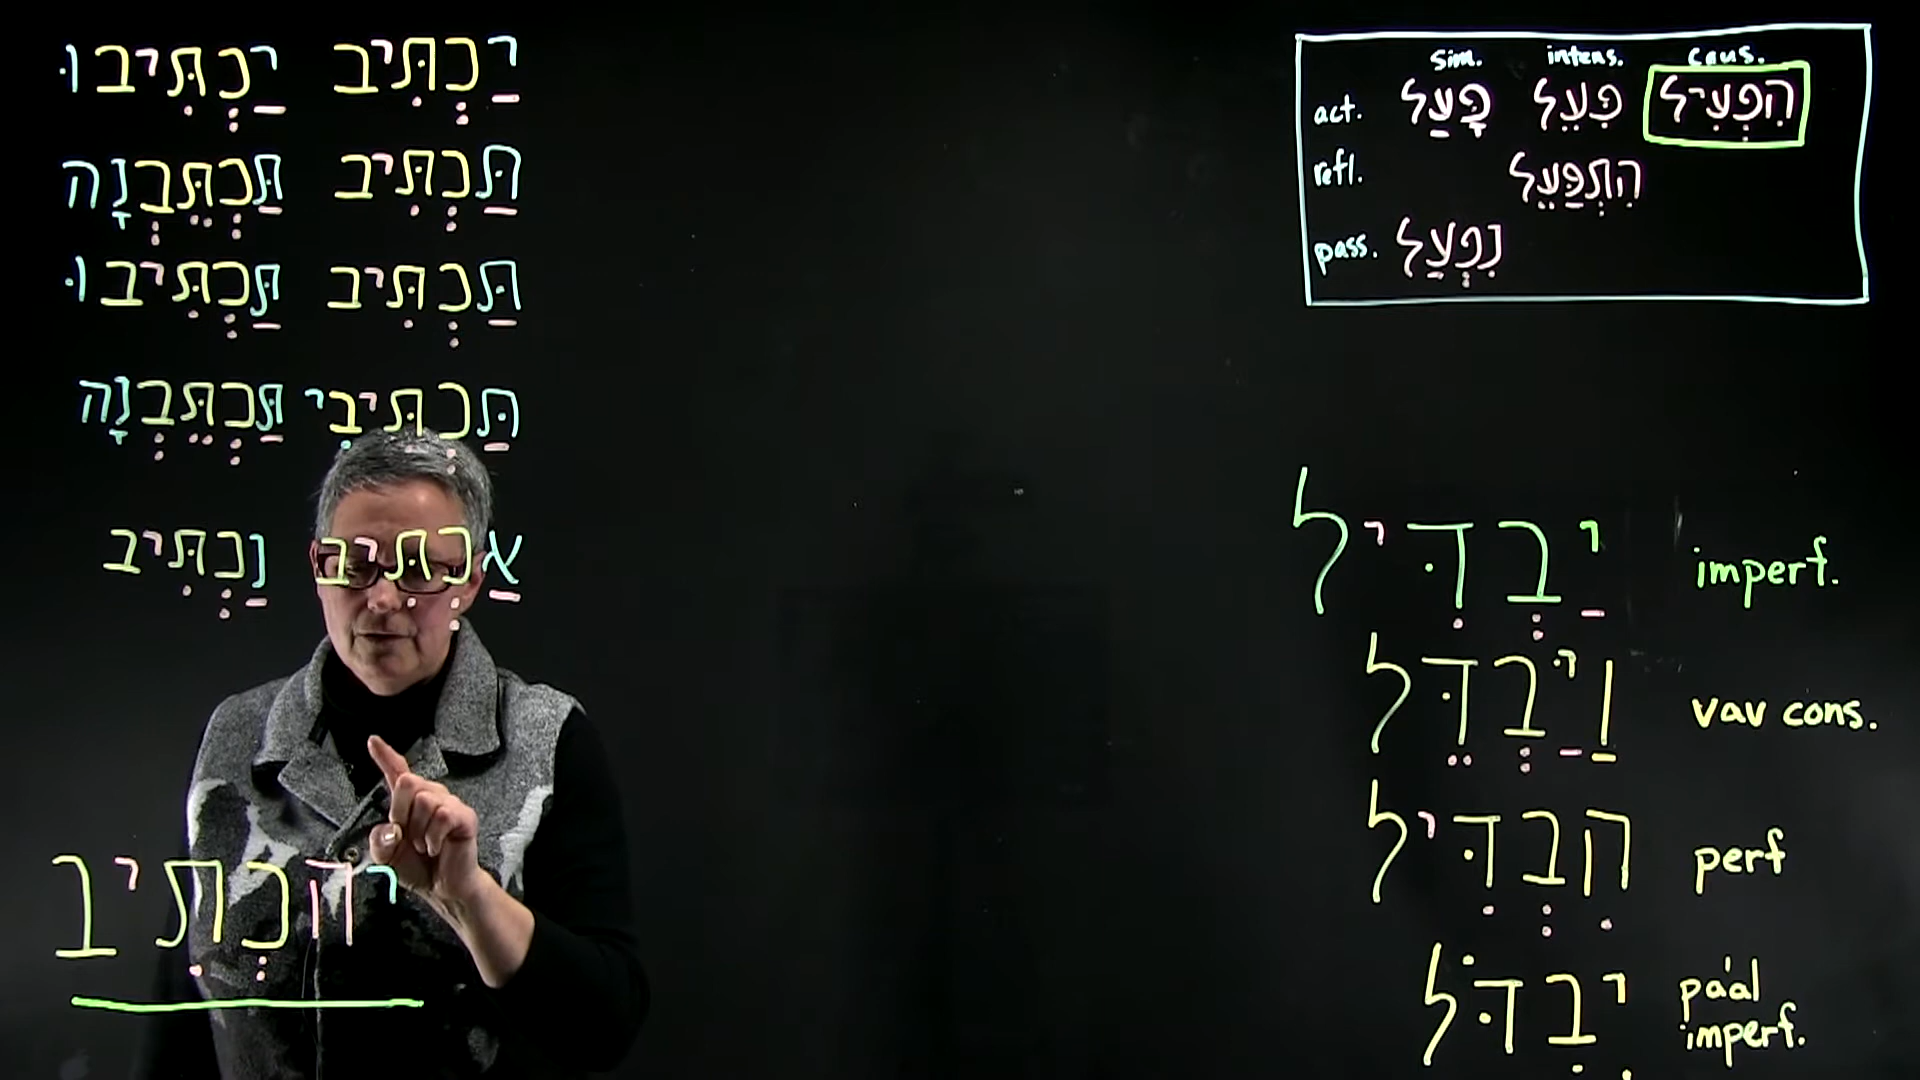 יַכְתִּיב יַכְתִּיבוּ
תַּכְתִּיב תַּכְתֵּבְנָה
תַּכְתִּיב תַּכְתִּיבוּ
תַּכְתִּיבִי תַּכְתֵּבְנָה
אַכְתִּיב נַכְתִּיב
יהכְתִיב
sim. intens. caus.
act. פָּעַל פִּעֵל הִפְעִיל
refl. הִתְפַּעֵל
pass. נִפְעַל
יַבְדִּיל imperf.
וַיַּבְדֵּל vav cons.
הִבְדִּיל perf
יִבְדֹּל pa'al
imperf.